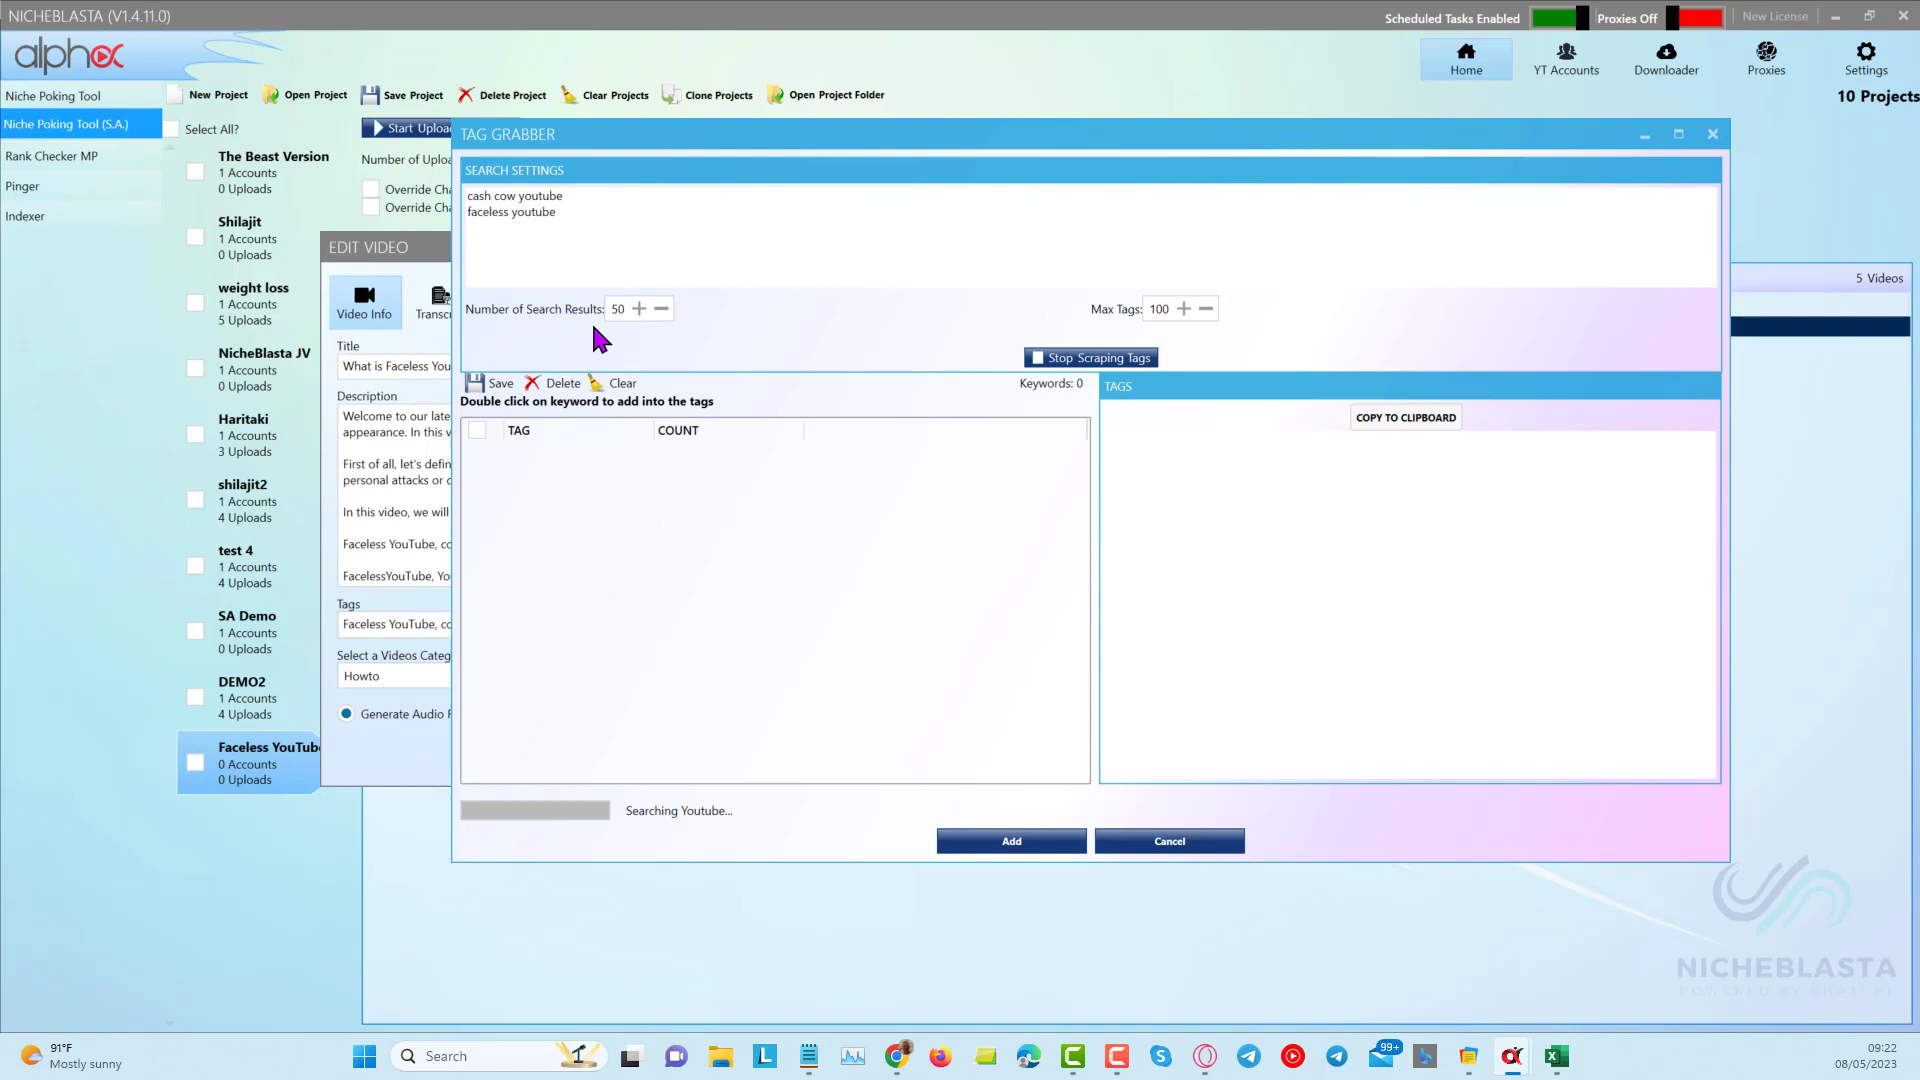 NICHEBLASTA (V1.4.11.0)
Scheduled Tasks Enabled
Proxies Off
New License
alpha
Home
YT Accounts
Downloader
Proxies
Settings
Niche Poking Tool
New Project
Open Project
Save Project
Delete Project
Clear Projects
Clone Projects
Open Project Folder
10 Projects
Niche Poking Tool (S.A.)
Rank Checker MP
Pinger
Indexer
Select All?
The Beast Version
1 Accounts
0 Uploads
Shilajit
1 Accounts
0 Uploads
weight loss
1 Accounts
5 Uploads
NicheBlasta JV
1 Accounts
0 Uploads
Haritaki
1 Accounts
3 Uploads
shilajit2
1 Accounts
4 Uploads
test 4
1 Accounts
4 Uploads
SA Demo
1 Accounts
0 Uploads
DEMO2
1 Accounts
4 Uploads
Faceless YouTube
0 Accounts
0 Uploads
Start Uploa
Number of Uploa
Override Cha
Override Cha
EDIT VIDEO
Video Info
Transc
Title
What is Faceless You
Description
Welcome to our late
appearance. In this v
First of all, let's defin
personal attacks or c
In this video, we will
Faceless YouTube, co
FacelessYouTube, Yo
Tags
Faceless YouTube, co
Select a Videos Categ
Howto
Generate Audio F
TAG GRABBER
SEARCH SETTINGS
cash cow youtube
faceless youtube
Number of Search Results: 50
Max Tags: 100
Stop Scraping Tags
Save
Delete
Clear
Keywords: 0
Double click on keyword to add into the tags
TAG
COUNT
TAGS
COPY TO CLIPBOARD
Searching Youtube...
Add
Cancel
5 Videos
NICHEBLASTA
POWERED BY CHATGPT
91°F
Mostly sunny
Search
99+
09:22
08/05/2023